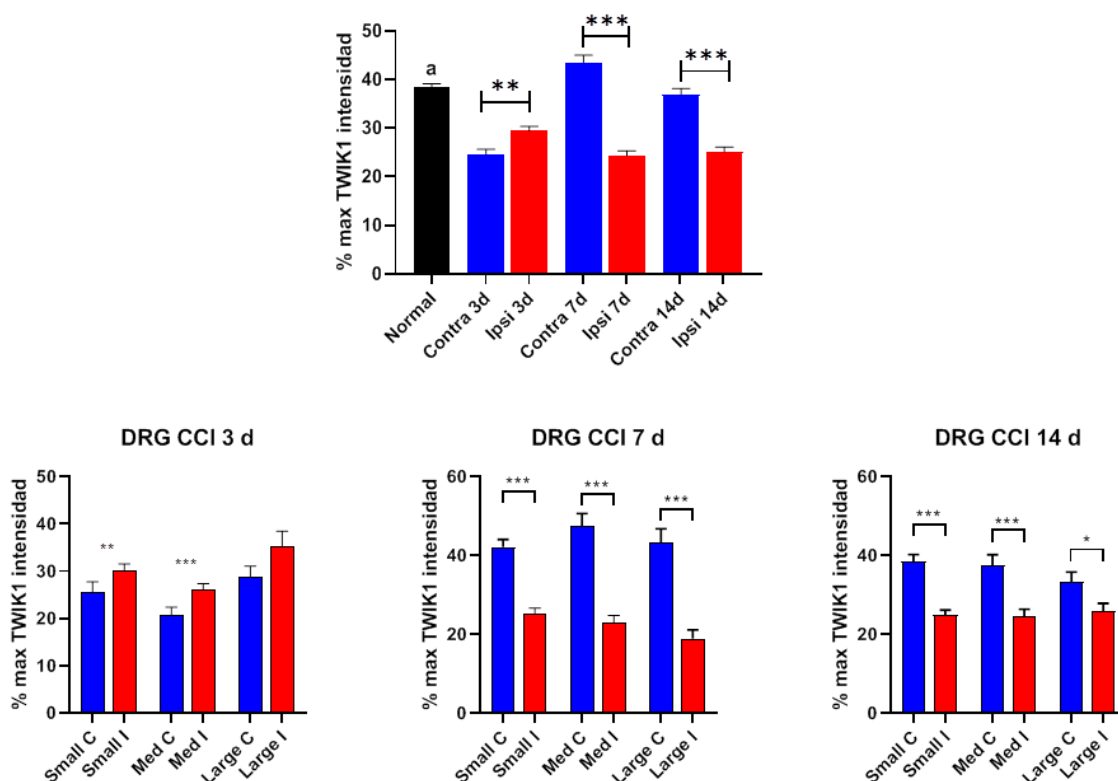 % max TWIK1 intensidad
50
40
30
20
10
0
a
**
***
***
Normal
Contra 3d
Ipsi 3d
Contra 7d
Ipsi 7d
Contra 14d
Ipsi 14d
DRG CCI 3 d
% max TWIK1 intensidad
50
40
30
20
10
0
**
***
Small C
Small I
Med C
Med I
Large C
Large I
DRG CCI 7 d
% max TWIK1 intensidad
60
40
20
0
***
***
***
Small C
Small I
Med C
Med I
Large C
Large I
DRG CCI 14 d
% max TWIK1 intensidad
60
40
20
0
***
***
*
Small C
Small I
Med C
Med I
Large C
Large I